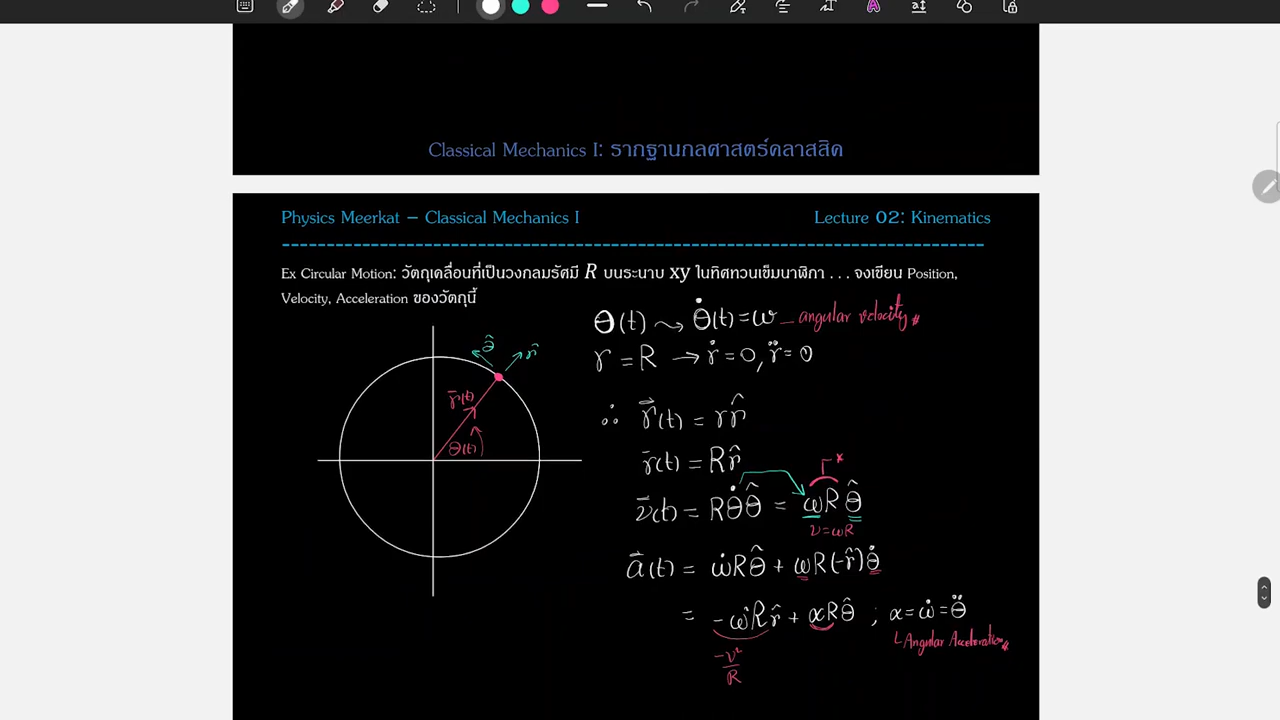 Classical Mechanics I: รากฐานกลศาสตร์คลาสสิค
Physics Meerkat – Classical Mechanics I
Lecture 02: Kinematics
Ex Circular Motion: วัตถุเคลื่อนที่เป็นวงกลมรัศมี R บนระนาบ xy ในทิศทวนเข็มนาฬิกา . . . จงเขียน Position,
Velocity, Acceleration ของวัตถุนี้
θ(t) ⇝ θ̇(t) = ω – angular velocity #
r = R → ṙ = 0, r̈ = 0
θ̂ r̂
r⃗(t)
θ(t)
∴ r⃗(t) = r r̂
r⃗(t) = R r̂
v⃗(t) = Rθ̇θ̂ = ωRθ̂
v = ωR
a⃗(t) = ω̇Rθ̂ + ωR(-r̂)θ̇
= -ω²R r̂ + αRθ̂ ; α = ω̇ = θ̈
Angular Acceleration #
-v²/R